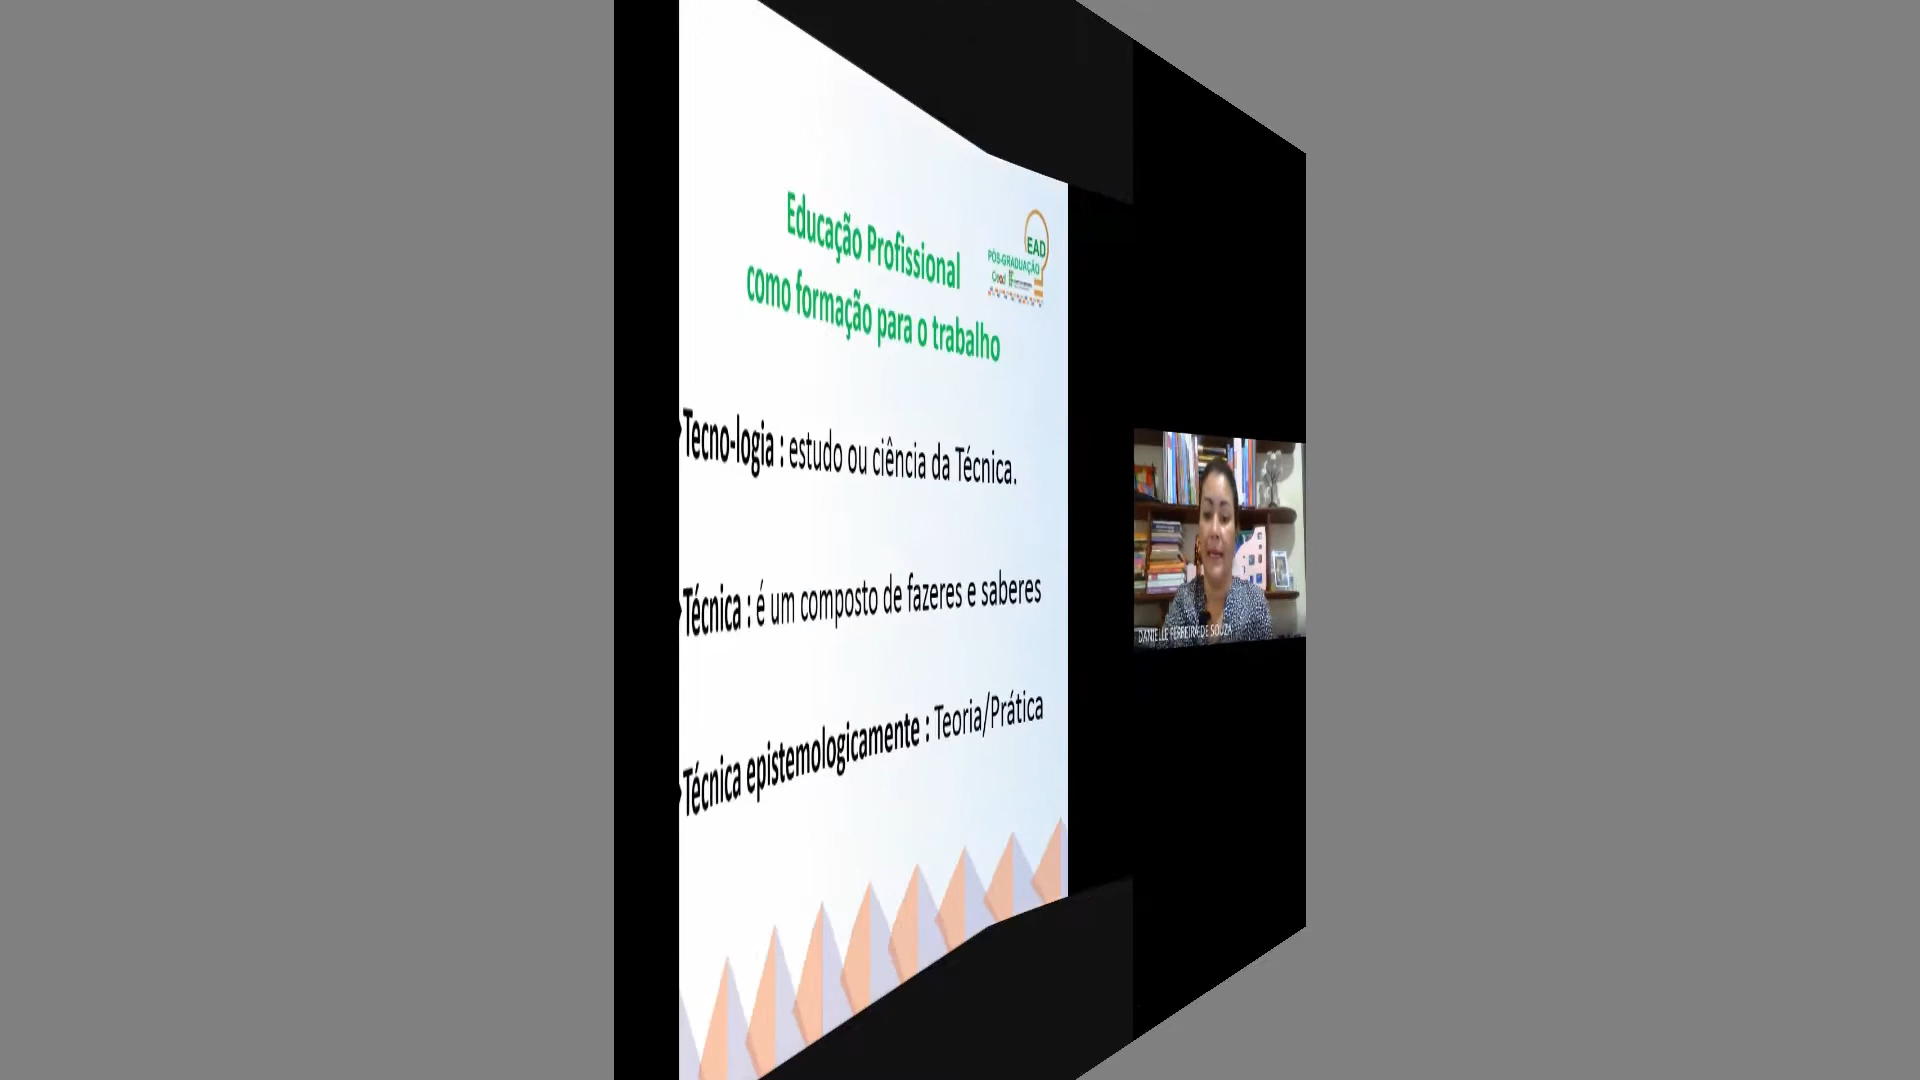 Educação Profissional
como formação para o trabalho
EAD
PÓS-GRADUAÇÃO
Cead
Tecno-logia : estudo ou ciência da Técnica.
Técnica : é um composto de fazeres e saberes
Técnica epistemologicamente : Teoria/Prática
DANIELLE FERREIRA DE SOUZA